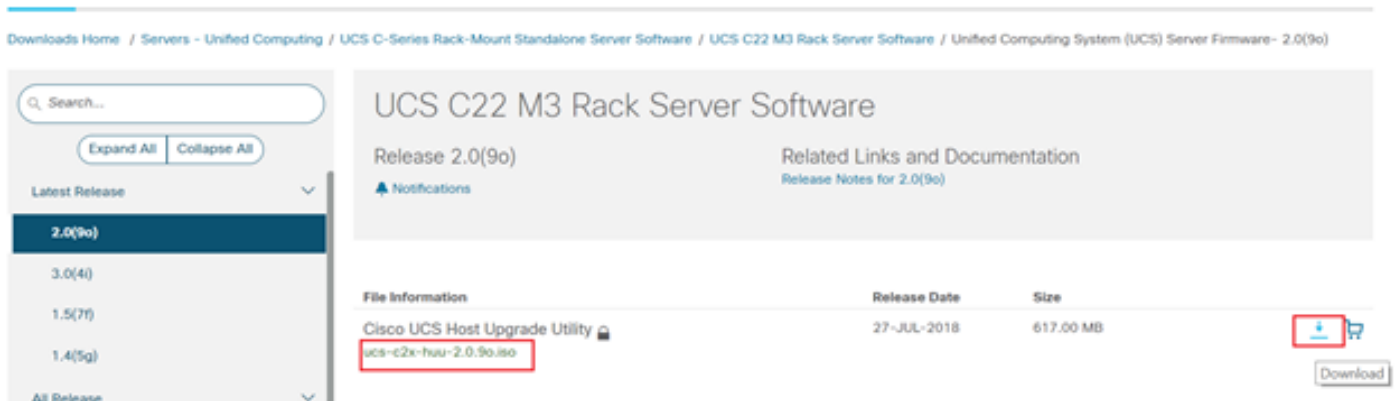 Downloads Home / Servers - Unified Computing / UCS C-Series Rack-Mount Standalone Server Software / UCS C22 M3 Rack Server Software / Unified Computing System (UCS) Server Firmware- 2.0(9o)
Search...
Expand All Collapse All
Latest Release
2.0(9o)
3.0(4i)
1.5(7f)
1.4(5g)
All Release
UCS C22 M3 Rack Server Software
Release 2.0(9o)
Notifications
Related Links and Documentation
Release Notes for 2.0(9o)
File Information Release Date Size
Cisco UCS Host Upgrade Utility 27-JUL-2018 617.00 MB
ucs-c2x-huu-2.0.9o.iso
Download